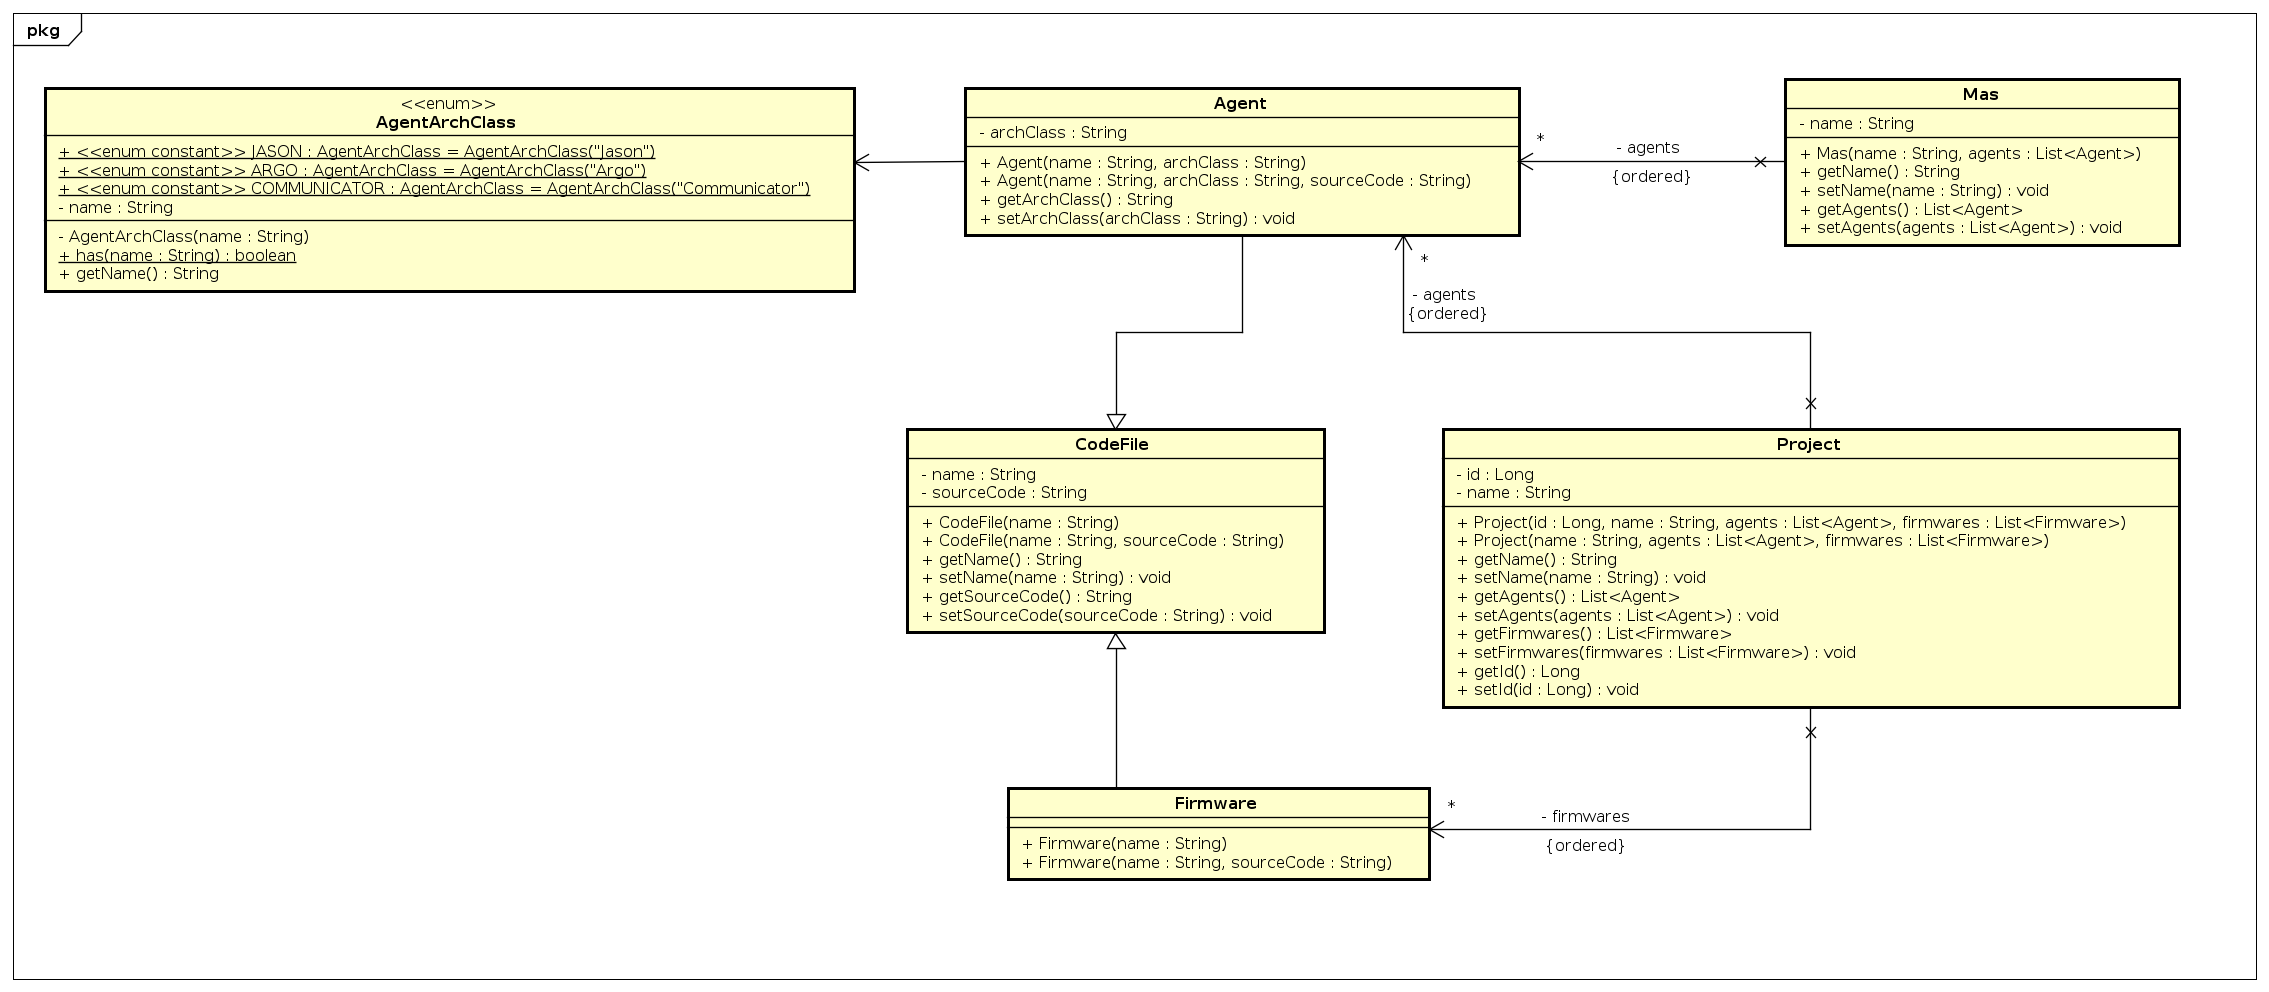 pkg
<<enum>>
AgentArchClass
+ <<enum constant>> JASON : AgentArchClass = AgentArchClass("Jason")
+ <<enum constant>> ARGO : AgentArchClass = AgentArchClass("Argo")
+ <<enum constant>> COMMUNICATOR : AgentArchClass = AgentArchClass("Communicator")
- name : String
- AgentArchClass(name : String)
+ has(name : String) : boolean
+ getName() : String
Agent
- archClass : String
+ Agent(name : String, archClass : String)
+ Agent(name : String, archClass : String, sourceCode : String)
+ getArchClass() : String
+ setArchClass(archClass : String) : void
*
- agents
{ordered}
Mas
- name : String
+ Mas(name : String, agents : List<Agent>)
+ getName() : String
+ setName(name : String) : void
+ getAgents() : List<Agent>
+ setAgents(agents : List<Agent>) : void
*
- agents
{ordered}
CodeFile
- name : String
- sourceCode : String
+ CodeFile(name : String)
+ CodeFile(name : String, sourceCode : String)
+ getName() : String
+ setName(name : String) : void
+ getSourceCode() : String
+ setSourceCode(sourceCode : String) : void
Project
- id : Long
- name : String
+ Project(id : Long, name : String, agents : List<Agent>, firmwares : List<Firmware>)
+ Project(name : String, agents : List<Agent>, firmwares : List<Firmware>)
+ getName() : String
+ setName(name : String) : void
+ getAgents() : List<Agent>
+ setAgents(agents : List<Agent>) : void
+ getFirmwares() : List<Firmware>
+ setFirmwares(firmwares : List<Firmware>) : void
+ getId() : Long
+ setId(id : Long) : void
Firmware
+ Firmware(name : String)
+ Firmware(name : String, sourceCode : String)
*
- firmwares
{ordered}